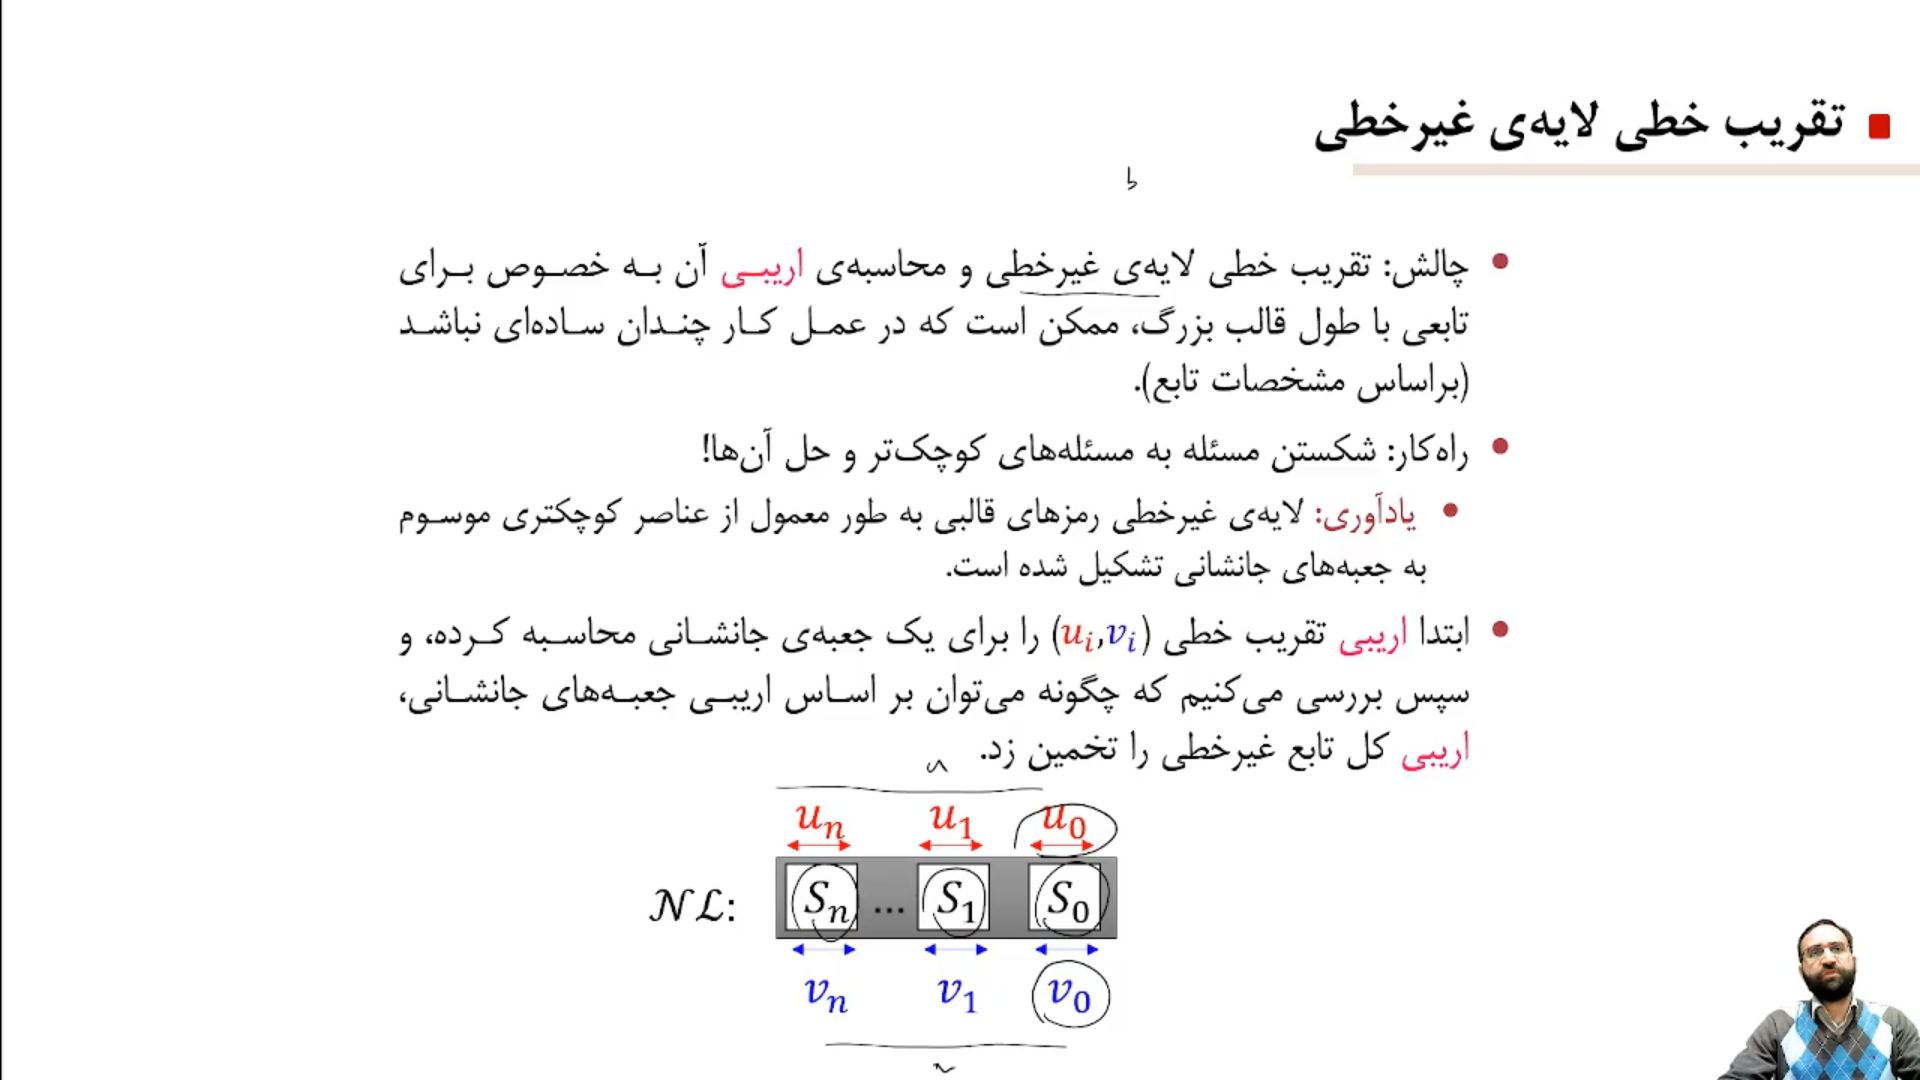 تقریب خطی لایه‌ی غیرخطی
چالش: تقریب خطی لایه‌ی غیرخطی و محاسبه‌ی اریبی آن به خصوص برای
تابعی با طول قالب بزرگ، ممکن است که در عمل کار چندان ساده‌ای نباشد
(براساس مشخصات تابع).
راه‌کار: شکستن مسئله به مسئله‌های کوچک‌تر و حل آن‌ها!
یادآوری: لایه‌ی غیرخطی رمزهای قالبی به طور معمول از عناصر کوچکتری موسوم
به جعبه‌های جانشانی تشکیل شده است.
ابتدا اریبی تقریب خطی (u_i,v_i) را برای یک جعبه‌ی جانشانی محاسبه کرده، و
سپس بررسی می‌کنیم که چگونه می‌توان بر اساس اریبی جعبه‌های جانشانی،
اریبی کل تابع غیرخطی را تخمین زد.
u_n u_1 u_0
𝒩ℒ: S_n ... S_1 S_0
v_n v_1 v_0